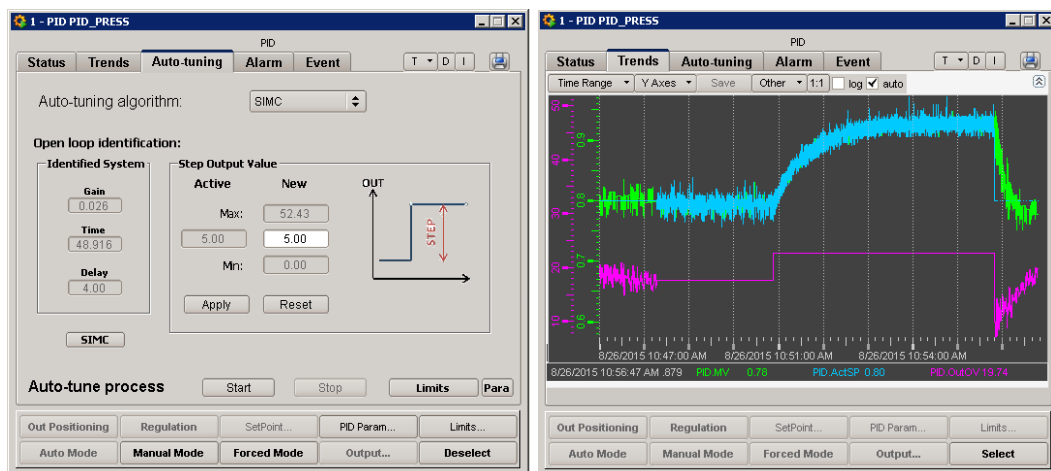 1 - PID PID_PRESS
PID
Status Trends Auto-tuning Alarm Event T D I
Auto-tuning algorithm: SIMC
Open loop identification:
Identified System
Gain
0.026
Time
48.916
Delay
4.00
SIMC
Step Output Value
Active New OUT
Max: 52.43
5.00 5.00
Min: 0.00
STEP
Apply Reset
Auto-tune process Start Stop Limits Para
Out Positioning Regulation SetPoint... PID Param... Limits...
Auto Mode Manual Mode Forced Mode Output... Deselect
1 - PID PID_PRESS
PID
Status Trends Auto-tuning Alarm Event T D I
Time Range Y Axes Save Other 1:1 log auto
50
0.9
40
0.8
30
0.7
20
10
0.6
8/26/2015 10:47:00 AM 8/26/2015 10:51:00 AM 8/26/2015 10:54:00 AM
8/26/2015 10:56:47 AM .879 PID.MV 0.78 PID.ActSP 0.80 PID.OutOV 19.74
Out Positioning Regulation SetPoint... PID Param... Limits...
Auto Mode Manual Mode Forced Mode Output... Select